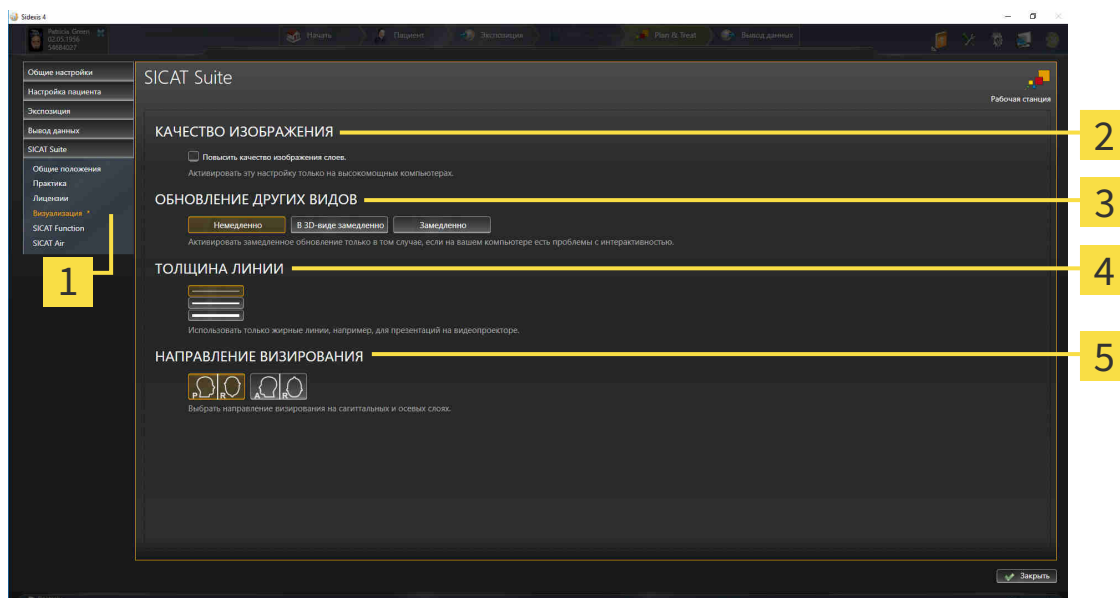 Sidexis 4
Patricia Green
02.05.1956
54684027
Начать
Пациент
Экспозиция
Plan & Treat
Вывод данных
Общие настройки
Настройка пациента
Экспозиция
Вывод данных
SICAT Suite
Общие положения
Практика
Лицензии
Визуализация *
SICAT Function
SICAT Air
1
SICAT Suite
Рабочая станция
КАЧЕСТВО ИЗОБРАЖЕНИЯ
2
Повысить качество изображения слоев.
Активировать эту настройку только на высокомощных компьютерах.
ОБНОВЛЕНИЕ ДРУГИХ ВИДОВ
3
Немедленно
В 3D-виде замедленно
Замедленно
Активировать замедленное обновление только в том случае, если на вашем компьютере есть проблемы с интерактивностью.
ТОЛЩИНА ЛИНИИ
4
Использовать только жирные линии, например, для презентаций на видеопроекторе.
НАПРАВЛЕНИЕ ВИЗИРОВАНИЯ
5
P R
A R
Выбрать направление визирования на сагиттальных и осевых слоях.
Закрыть